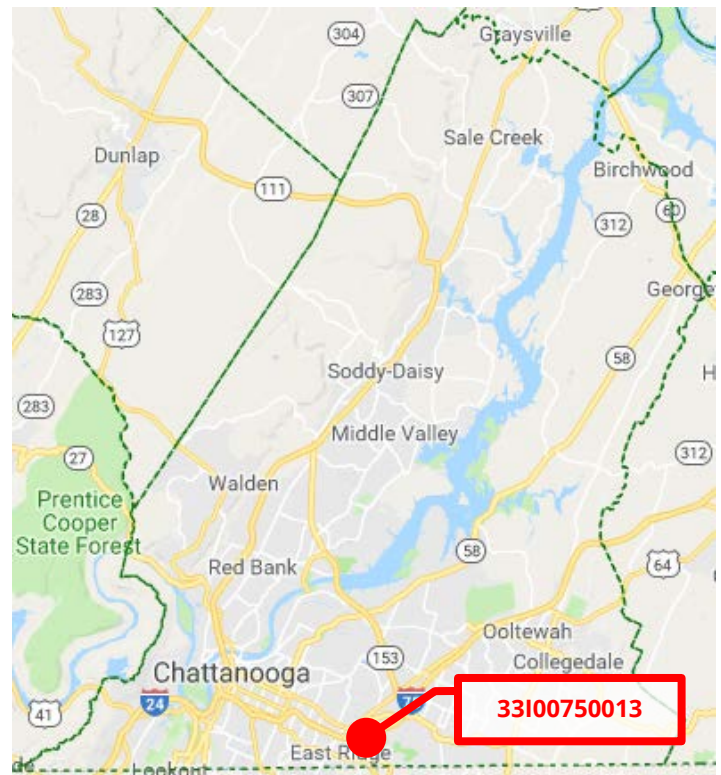 304
Graysville
307
Sale Creek
Dunlap
Birchwood
111
60
28
312
283
127
58
Soddy-Daisy
283
Middle Valley
312
27
Walden
Prentice
Cooper
State Forest
58
64
Red Bank
Ooltewah
153
Collegedale
Chattanooga
24
33I00750013
41
East Ridge